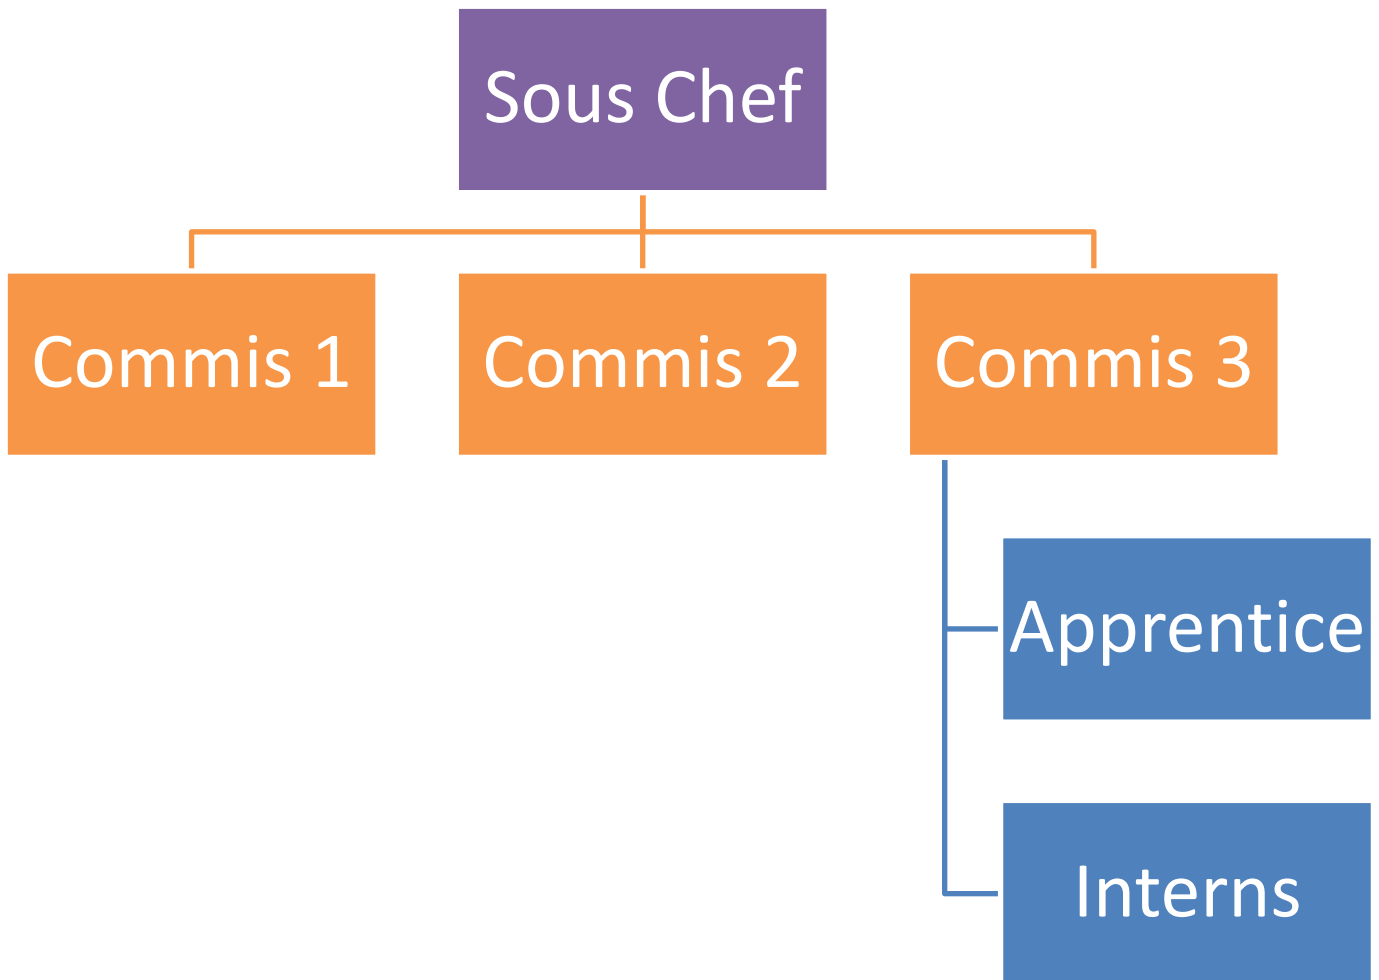 Sous Chef
Commis 1
Commis 2
Commis 3
Apprentice
Interns